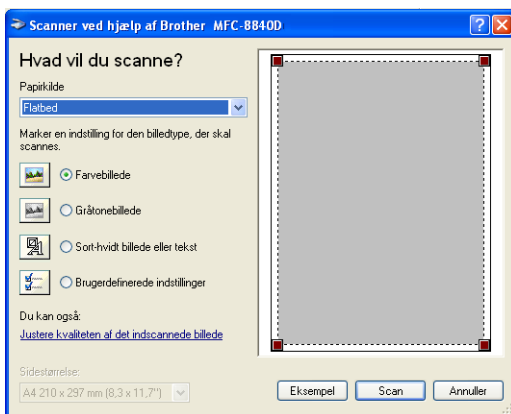 Scanner ved hjælp af Brother MFC-8840D
Hvad vil du scanne?
Papirkilde
Flatbed
Marker en indstilling for den billedtype, der skal
scannes.
Farvebillede
Gråtonebillede
Sort-hvidt billede eller tekst
Brugerdefinerede indstillinger
Du kan også:
Justere kvaliteten af det indscannede billede
Sidestørrelse:
A4 210 x 297 mm (8,3 x 11,7")
Eksempel
Scan
Annuller